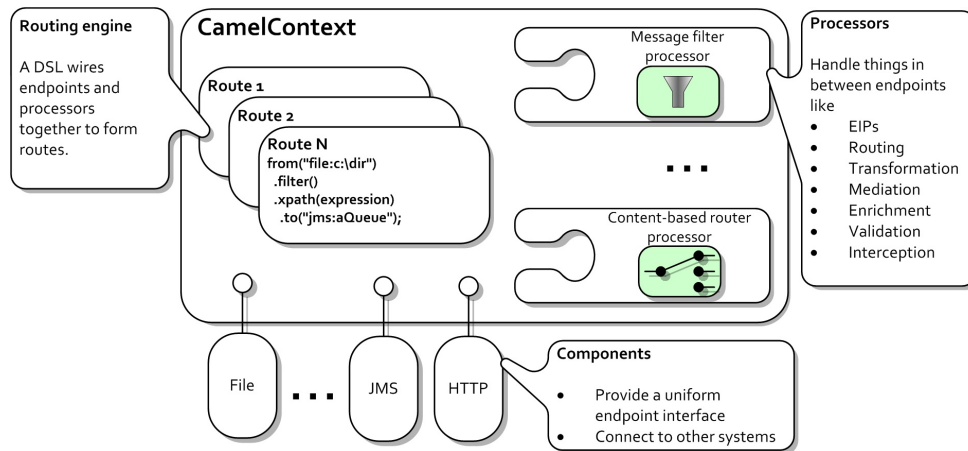 Routing engine
A DSL wires
endpoints and
processors
together to form
routes.
CamelContext
Route 1
Route 2
Route N
from("file:c:\dir")
.filter()
.xpath(expression)
.to("jms:aQueue");
Message filter
processor
...
Content-based router
processor
Processors
Handle things in
between endpoints
like
● EIPs
● Routing
● Transformation
● Mediation
● Enrichment
● Validation
● Interception
File
...
JMS
HTTP
Components
● Provide a uniform
endpoint interface
● Connect to other systems